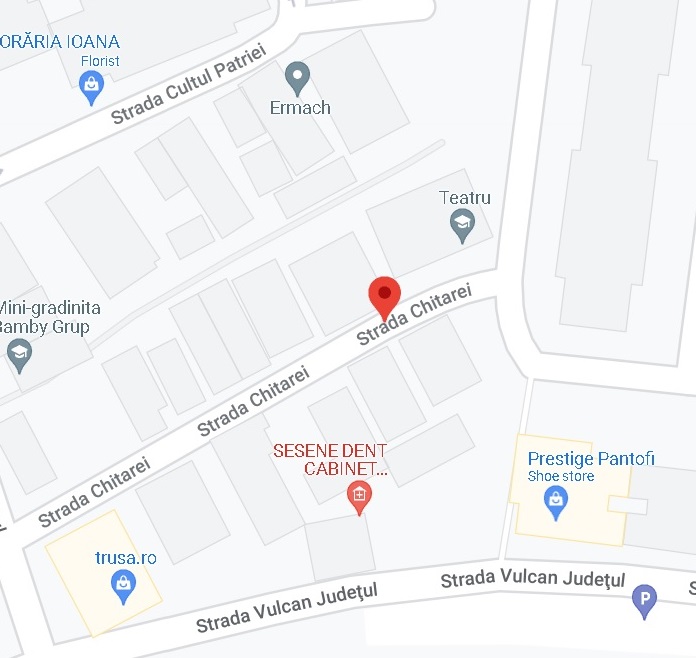 ORĂRIA IOANA
Florist
Strada Cultul Patriei
Ermach
Teatru
Mini-gradinita
Bamby Grup
Strada Chitarei
Strada Chitarei
Strada Chitarei
SESENE DENT
CABINET...
Prestige Pantofi
Shoe store
trusa.ro
Strada Vulcan Județul
Strada Vulcan Județul
P
S